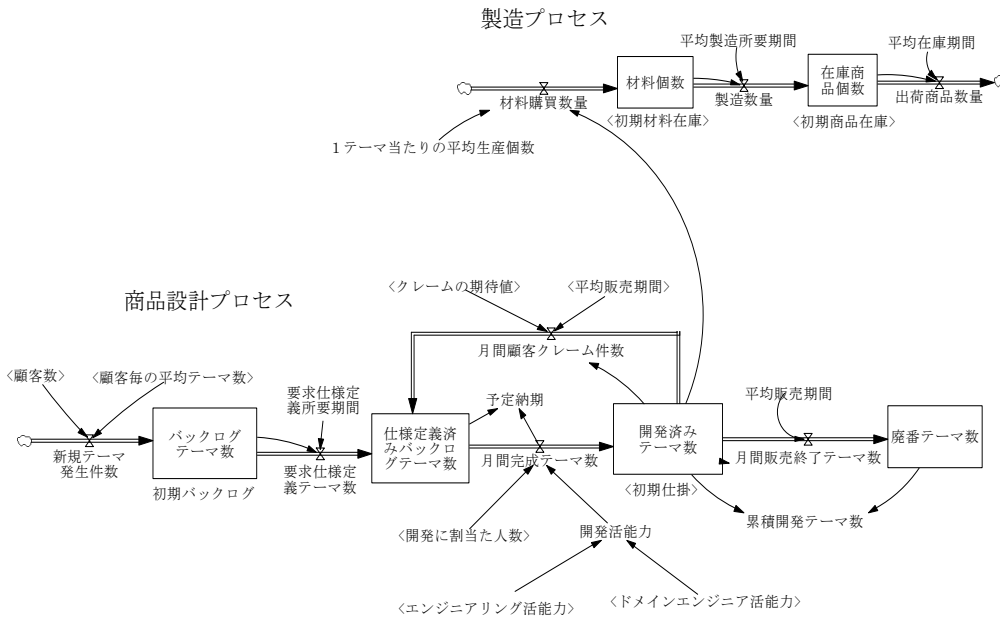 製造プロセス
平均製造所要期間
平均在庫期間
材料個数
在庫商
品個数
材料購買数量
製造数量
出荷商品数量
<初期材料在庫>
<初期商品在庫>
1テーマ当たりの平均生産個数
商品設計プロセス
<クレームの期待値>
<平均販売期間>
月間顧客クレーム件数
<顧客数>
<顧客毎の平均テーマ数>
要求仕様定
義所要期間
予定納期
平均販売期間
バックログ
テーマ数
仕様定義済
みバックロ
グテーマ数
開発済み
テーマ数
廃番テーマ数
新規テーマ
発生件数
要求仕様定
義テーマ数
月間完成テーマ数
月間販売終了テーマ数
初期バックログ
<初期仕掛>
累積開発テーマ数
<開発に割当た人数>
開発活能力
<エンジニアリング活能力>
<ドメインエンジニア活能力>